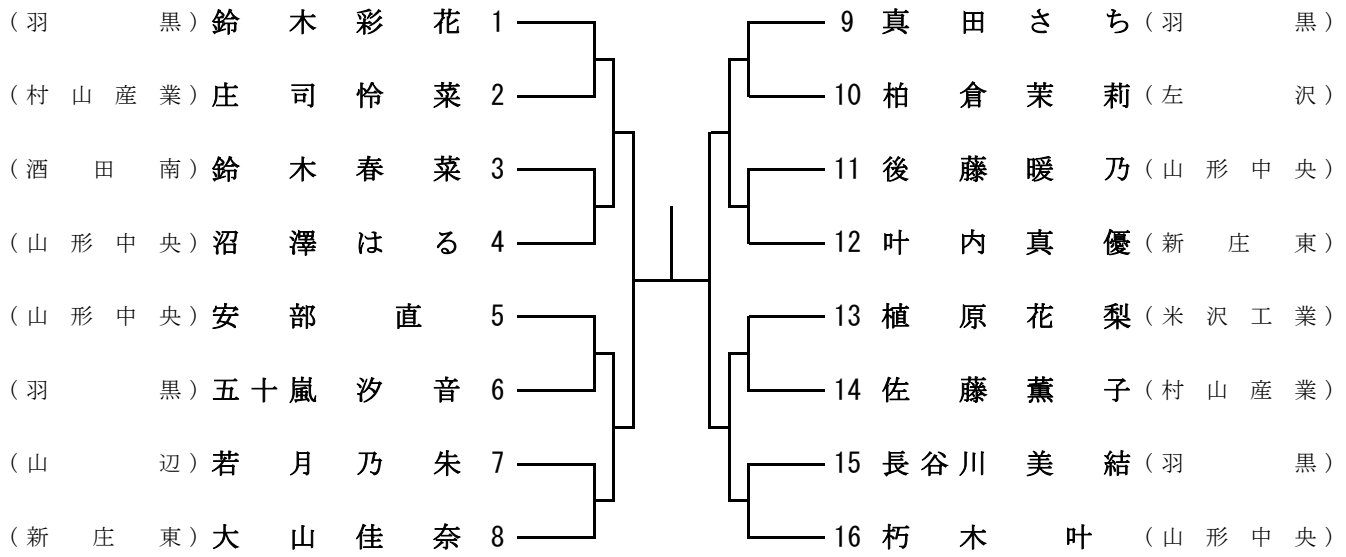 (羽黒) 鈴木彩花 1
(村山産業) 庄司怜菜 2
(酒田南) 鈴木春菜 3
(山形中央) 沼澤はる 4
(山形中央) 安部直 5
(羽黒) 五十嵐汐音 6
(山辺) 若月乃朱 7
(新庄東) 大山佳奈 8
9 真田さち (羽黒)
10 柏倉茉莉 (左沢)
11 後藤暖乃 (山形中央)
12 叶内真優 (新庄東)
13 植原花梨 (米沢工業)
14 佐藤薫子 (村山産業)
15 長谷川美結 (羽黒)
16 朽木叶 (山形中央)